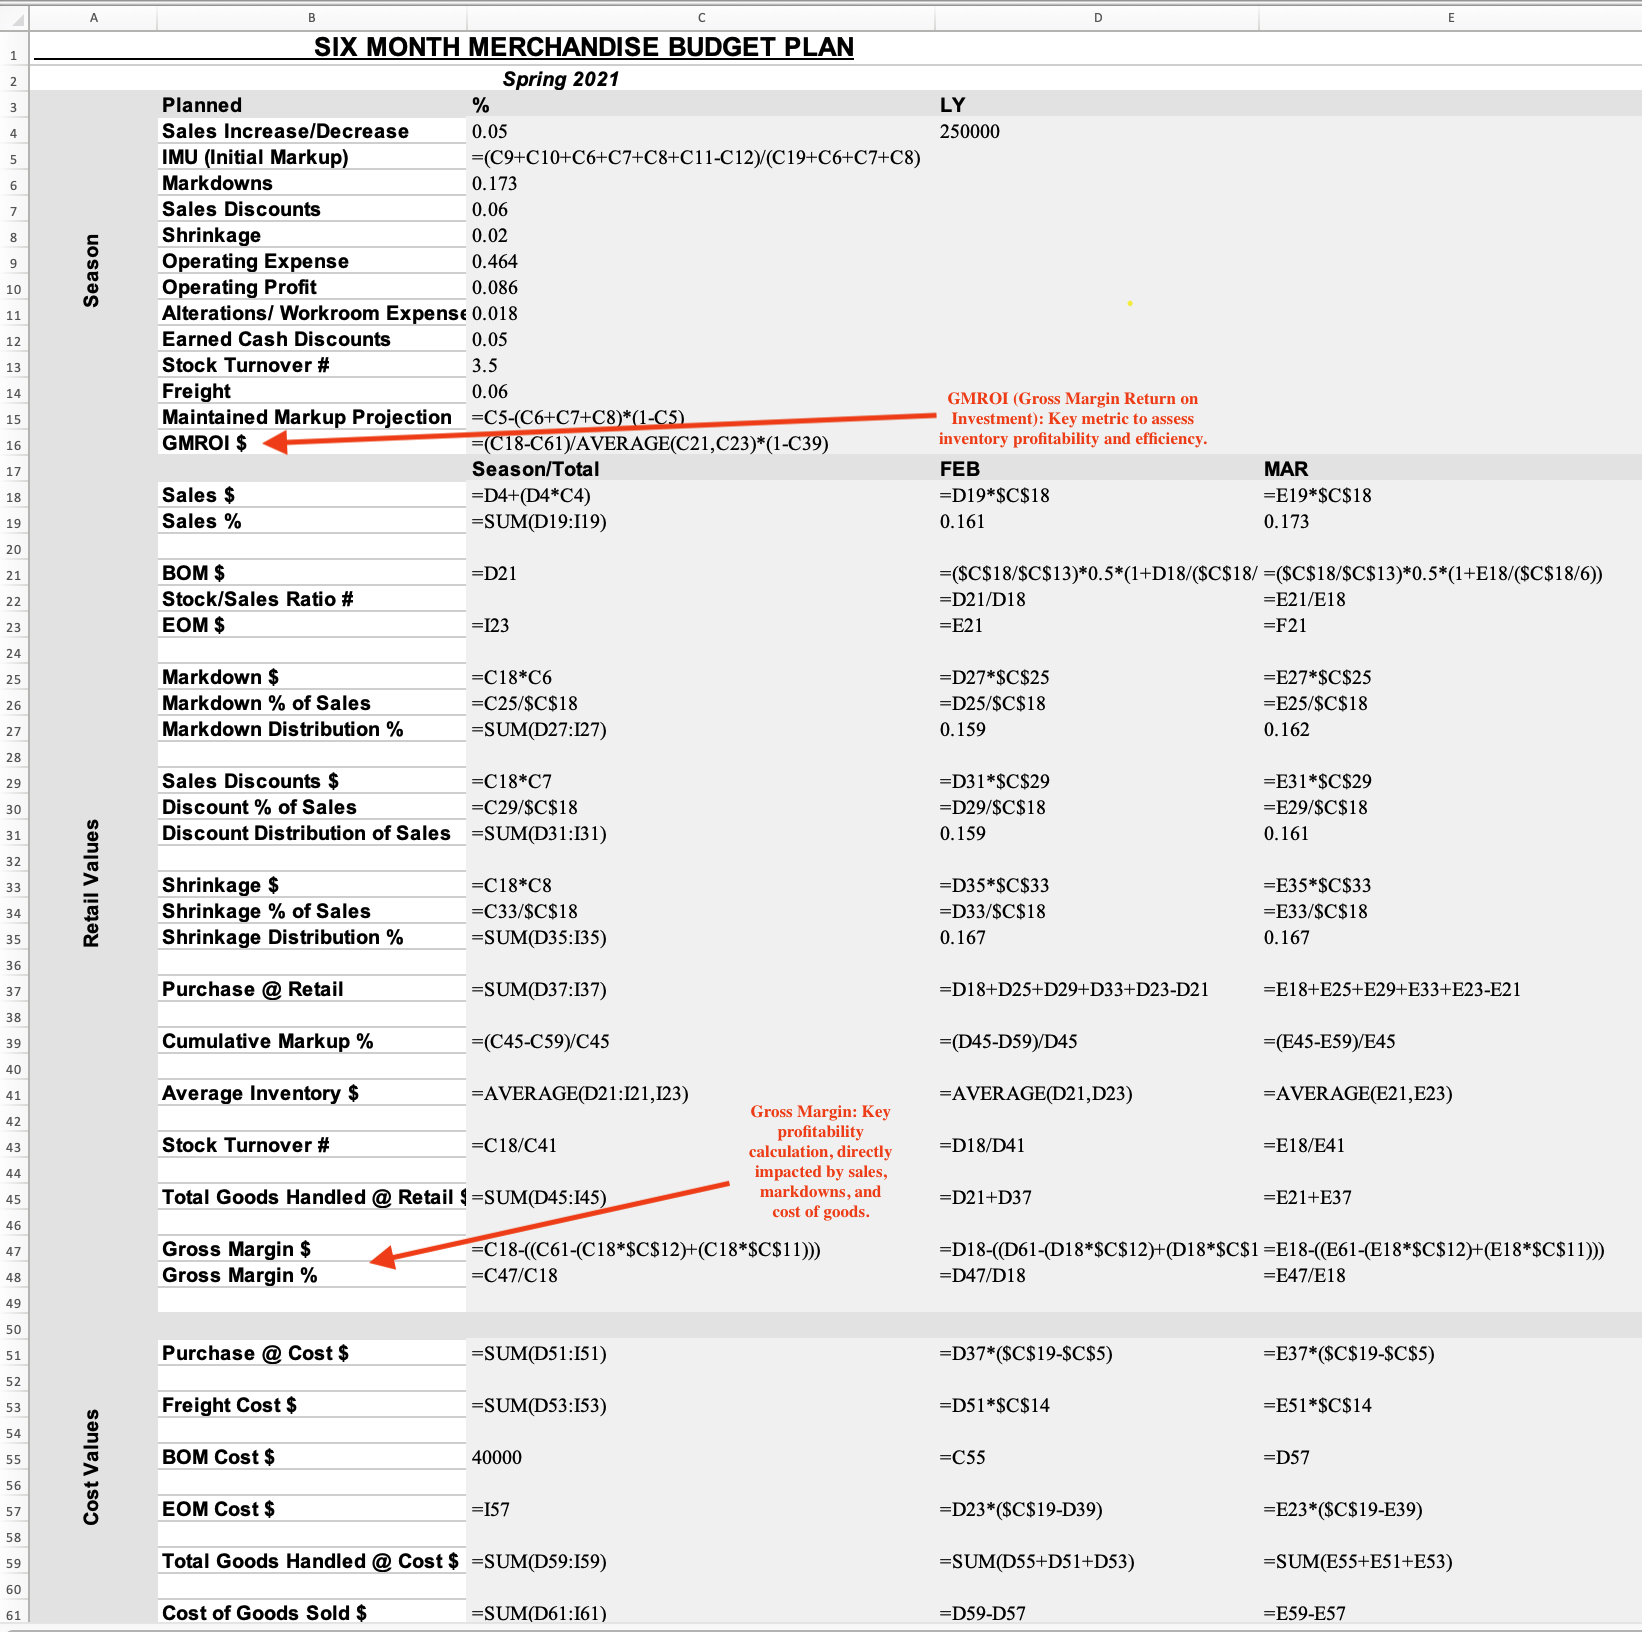 A B C D E
1 SIX MONTH MERCHANDISE BUDGET PLAN
2 Spring 2021
3 Planned % LY
4 Sales Increase/Decrease 0.05 250000
5 IMU (Initial Markup) =(C9+C10+C6+C7+C8+C11-C12)/(C19+C6+C7+C8)
6 Markdowns 0.173
7 Sales Discounts 0.06
8 Shrinkage 0.02
Season
9 Operating Expense 0.464
10 Operating Profit 0.086
11 Alterations/ Workroom Expense 0.018
12 Earned Cash Discounts 0.05
13 Stock Turnover # 3.5
14 Freight 0.06
GMROI (Gross Margin Return on
Investment): Key metric to assess
inventory profitability and efficiency.
15 Maintained Markup Projection =C5-(C6+C7+C8)*(1-C5)
16 GMROI $ =(C18-C61)/AVERAGE(C21,C23)*(1-C39)
17 Season/Total FEB MAR
18 Sales $ =D4+(D4*C4) =D19*$C$18 =E19*$C$18
19 Sales % =SUM(D19:I19) 0.161 0.173
20
21 BOM $ =D21 =($C$18/$C$13)*0.5*(1+D18/($C$18/ =($C$18/$C$13)*0.5*(1+E18/($C$18/6))
22 Stock/Sales Ratio # =D21/D18 =E21/E18
23 EOM $ =I23 =E21 =F21
24
25 Markdown $ =C18*C6 =D27*$C$25 =E27*$C$25
26 Markdown % of Sales =C25/$C$18 =D25/$C$18 =E25/$C$18
27 Markdown Distribution % =SUM(D27:I27) 0.159 0.162
28
29 Sales Discounts $ =C18*C7 =D31*$C$29 =E31*$C$29
30 Discount % of Sales =C29/$C$18 =D29/$C$18 =E29/$C$18
31 Discount Distribution of Sales =SUM(D31:I31) 0.159 0.161
32
Retail Values
33 Shrinkage $ =C18*C8 =D35*$C$33 =E35*$C$33
34 Shrinkage % of Sales =C33/$C$18 =D33/$C$18 =E33/$C$18
35 Shrinkage Distribution % =SUM(D35:I35) 0.167 0.167
36
37 Purchase @ Retail =SUM(D37:I37) =D18+D25+D29+D33+D23-D21 =E18+E25+E29+E33+E23-E21
38
39 Cumulative Markup % =(C45-C59)/C45 =(D45-D59)/D45 =(E45-E59)/E45
40
41 Average Inventory $ =AVERAGE(D21:I21,I23) =AVERAGE(D21,D23) =AVERAGE(E21,E23)
42
Gross Margin: Key
profitability
calculation, directly
impacted by sales,
markdowns, and
cost of goods.
43 Stock Turnover # =C18/C41 =D18/D41 =E18/E41
44
45 Total Goods Handled @ Retail $ =SUM(D45:I45) =D21+D37 =E21+E37
46
47 Gross Margin $ =C18-((C61-(C18*$C$12)+(C18*$C$11))) =D18-((D61-(D18*$C$12)+(D18*$C$1 =E18-((E61-(E18*$C$12)+(E18*$C$11)))
48 Gross Margin % =C47/C18 =D47/D18 =E47/E18
49
50
51 Purchase @ Cost $ =SUM(D51:I51) =D37*($C$19-$C$5) =E37*($C$19-$C$5)
52
53 Freight Cost $ =SUM(D53:I53) =D51*$C$14 =E51*$C$14
54
Cost Values
55 BOM Cost $ 40000 =C55 =D57
56
57 EOM Cost $ =I57 =D23*($C$19-D39) =E23*($C$19-E39)
58
59 Total Goods Handled @ Cost $ =SUM(D59:I59) =SUM(D55+D51+D53) =SUM(E55+E51+E53)
60
61 Cost of Goods Sold $ =SUM(D61:I61) =D59-D57 =E59-E57